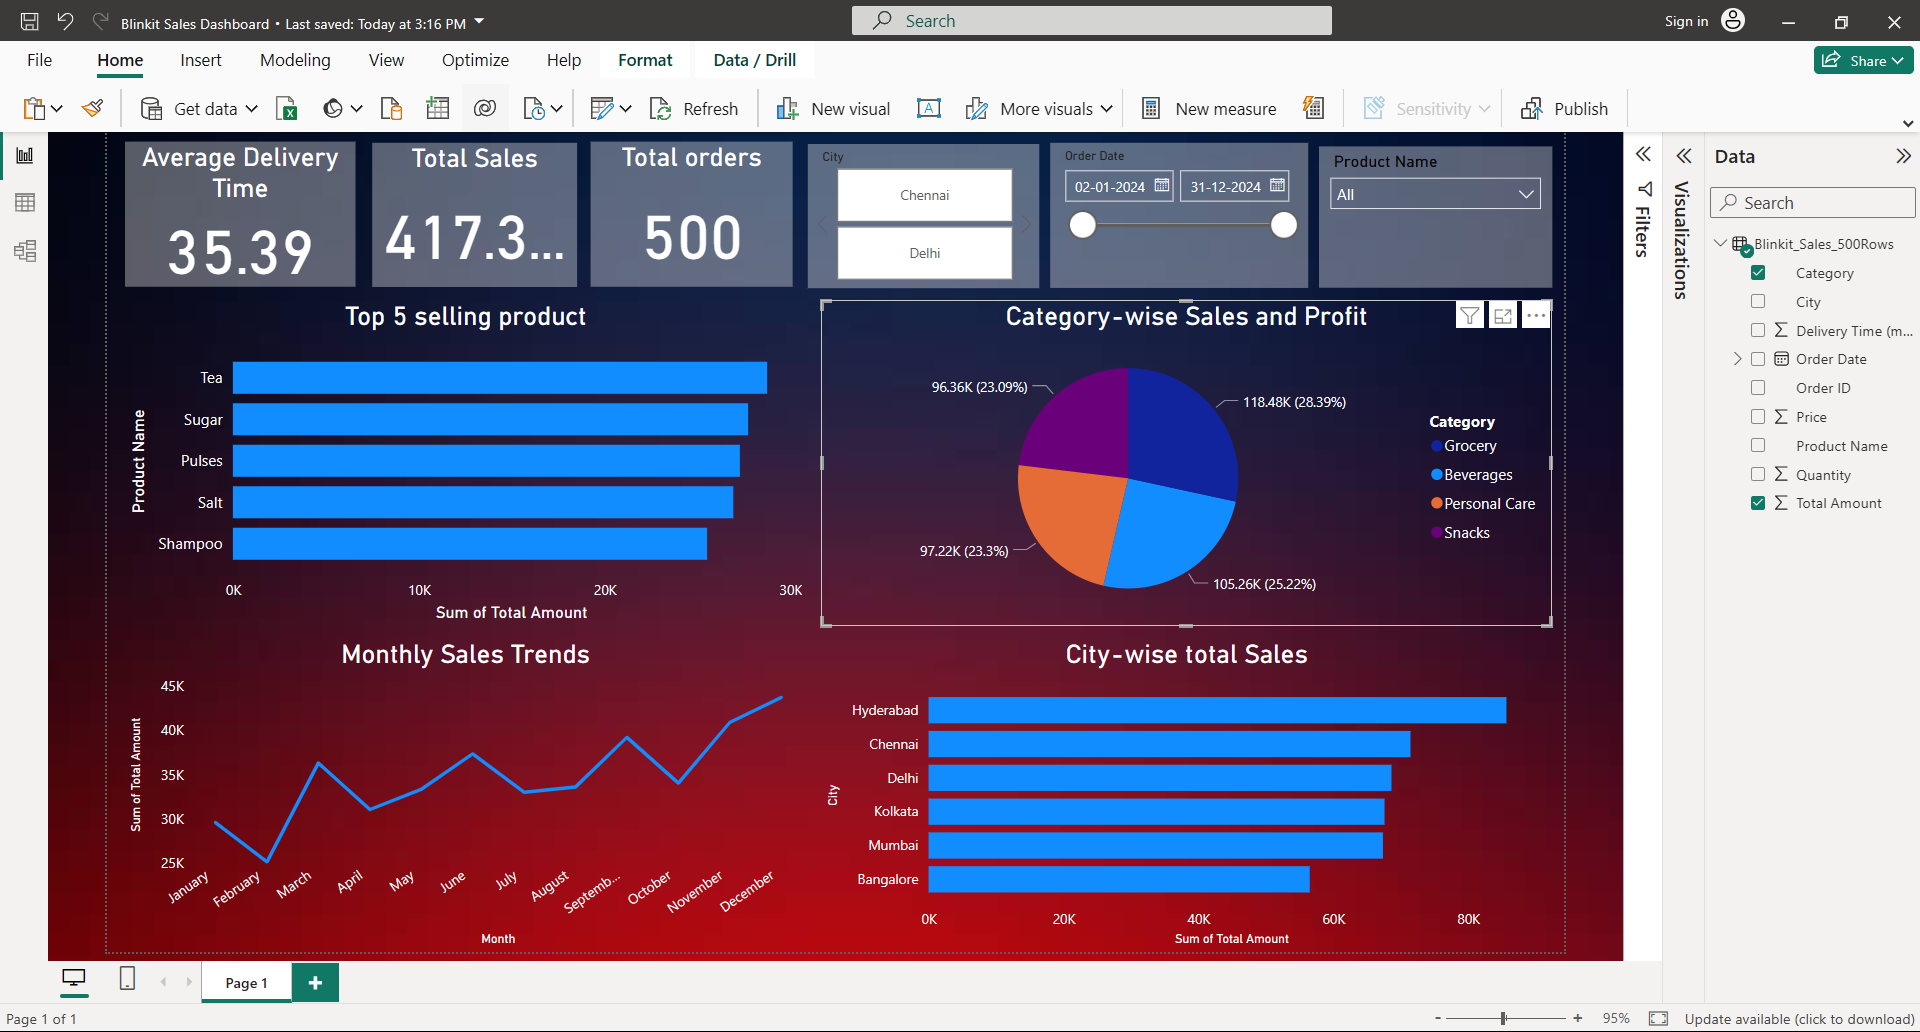 Blinkit Sales Dashboard • Last saved: Today at 3:16 PM
Search
Sign in
File Home Insert Modeling View Optimize Help Format Data / Drill
Share
Get data
Refresh
New visual
More visuals
New measure
Sensitivity
Publish
Average Delivery
Time
35.39
Total Sales
417.3...
Total orders
500
City
Chennai
Delhi
Order Date
02-01-2024
31-12-2024
Product Name
All
Top 5 selling product
Product Name
Tea
Sugar
Pulses
Salt
Shampoo
0K 10K 20K 30K
Sum of Total Amount
Category-wise Sales and Profit
96.36K (23.09%)
118.48K (28.39%)
97.22K (23.3%)
105.26K (25.22%)
Category
Grocery
Beverages
Personal Care
Snacks
Monthly Sales Trends
Sum of Total Amount
45K
40K
35K
30K
25K
January February March April May June July August Septemb... October November December
Month
City-wise total Sales
City
Hyderabad
Chennai
Delhi
Kolkata
Mumbai
Bangalore
0K 20K 40K 60K 80K
Sum of Total Amount
Filters
Visualizations
Data
Search
Blinkit_Sales_500Rows
Category
City
Delivery Time (m...
Order Date
Order ID
Price
Product Name
Quantity
Total Amount
Page 1
Page 1 of 1
95%
Update available (click to download)